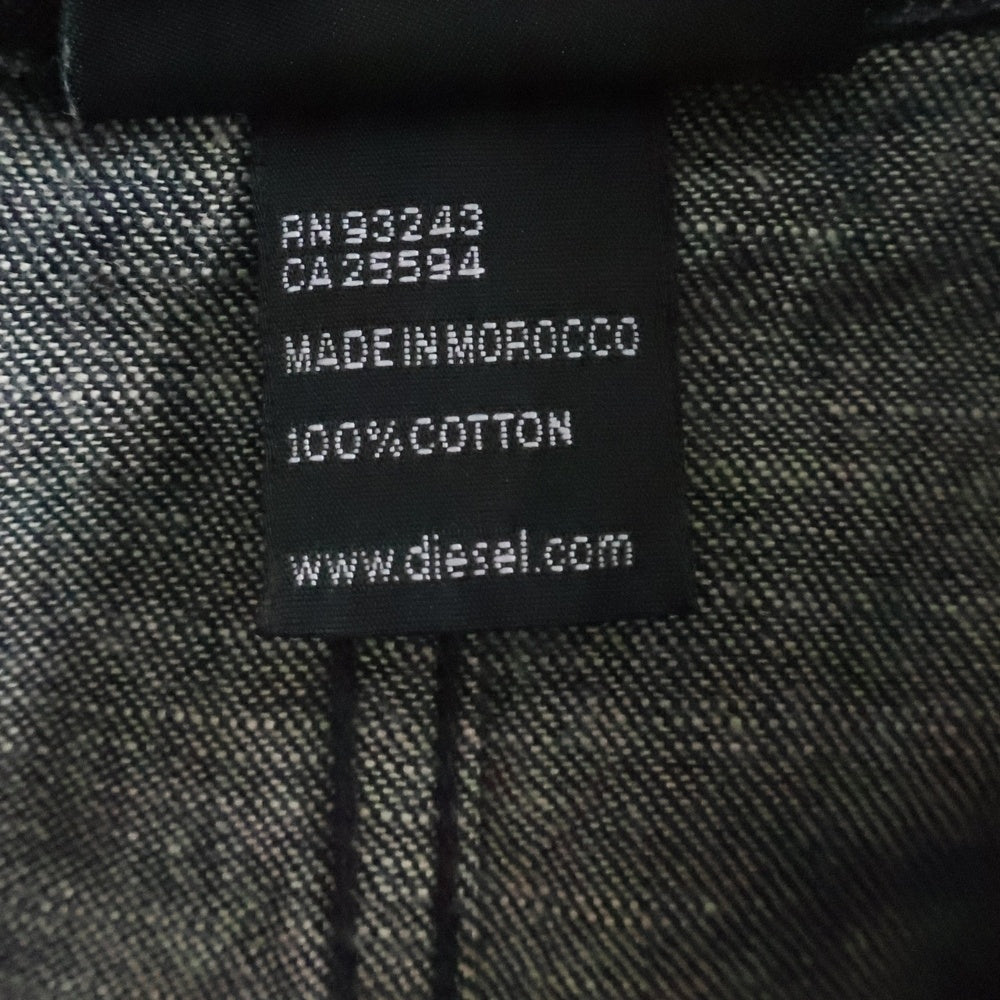 RN 93243
CA 25594
MADE IN MOROCCO
100% COTTON
www.diesel.com